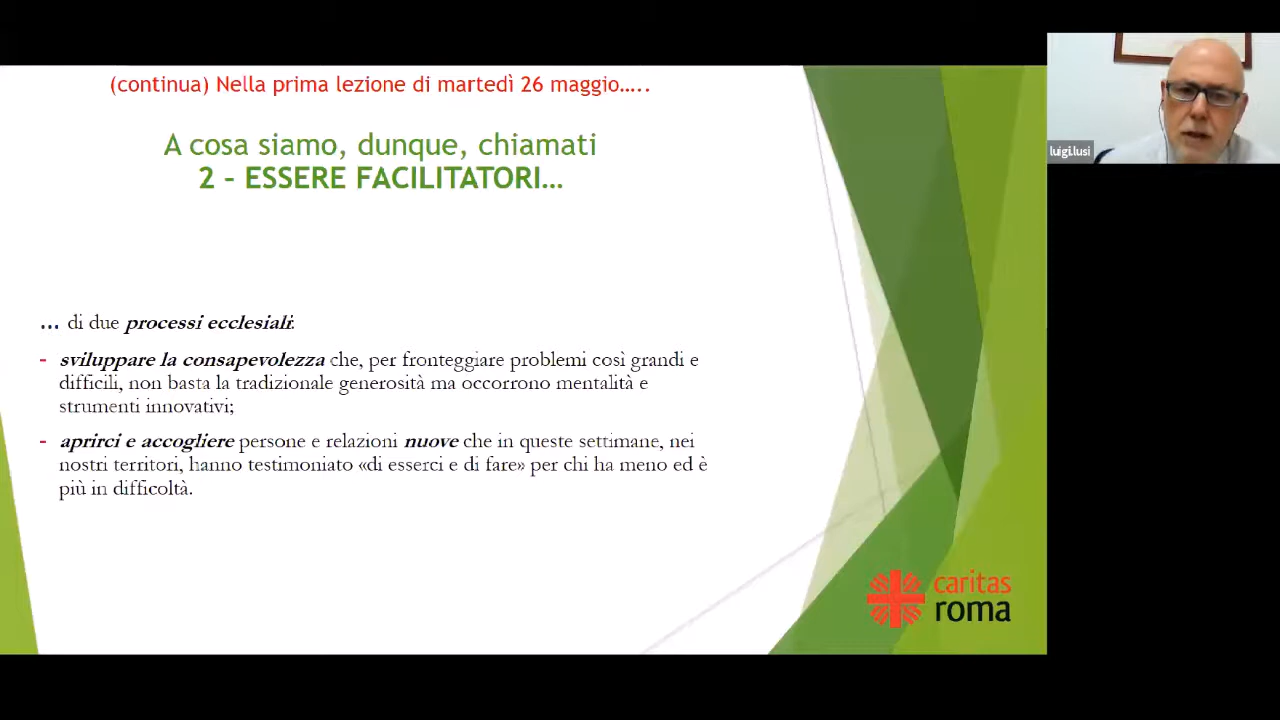 (continua) Nella prima lezione di martedì 26 maggio…..
A cosa siamo, dunque, chiamati
2 – ESSERE FACILITATORI…
… di due processi ecclesiali:
- sviluppare la consapevolezza che, per fronteggiare problemi così grandi e
difficili, non basta la tradizionale generosità ma occorrono mentalità e
strumenti innovativi;
- aprirci e accogliere persone e relazioni nuove che in queste settimane, nei
nostri territori, hanno testimoniato «di esserci e di fare» per chi ha meno ed è
più in difficoltà.
caritas
roma
luigi.lusi